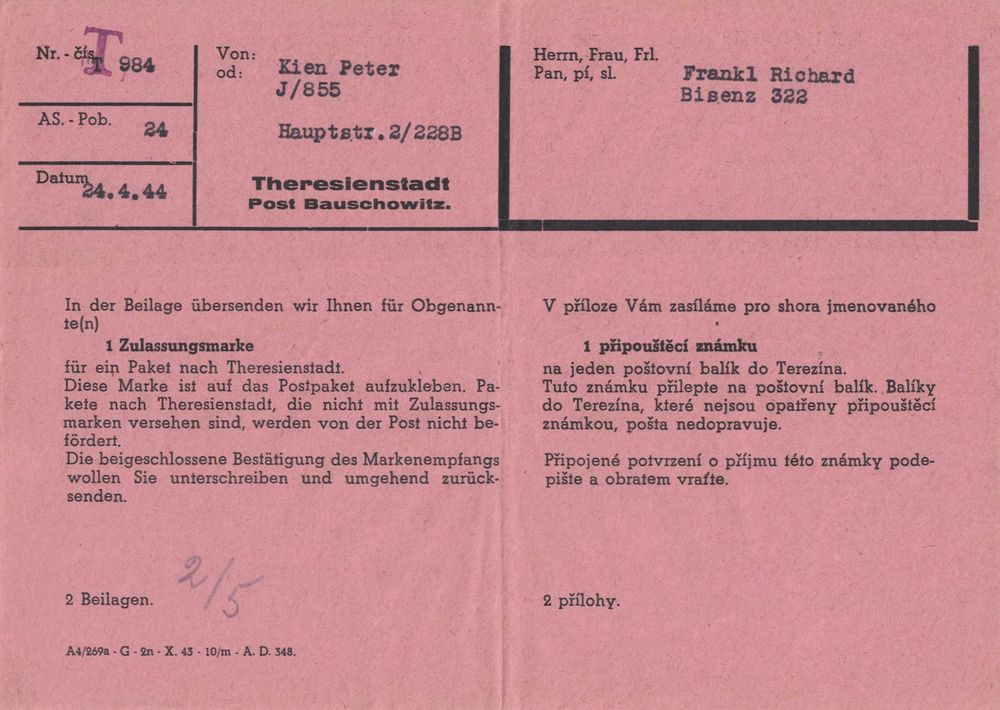 Nr. - čís. T 984
T
Von:
od:
Kien Peter
J/855
Hauptstr.2/228B
Theresienstadt
Post Bauschowitz.
AS. - Pob. 24
Datum 24.4.44
Herrn, Frau, Frl.
Pan, pí, sl.
Frankl Richard
Bisenz 322
In der Beilage übersenden wir Ihnen für Obgenann-
te(n)
1 Zulassungsmarke
für ein Paket nach Theresienstadt.
Diese Marke ist auf das Postpaket aufzukleben. Pa-
kete nach Theresienstadt, die nicht mit Zulassungs-
marken versehen sind, werden von der Post nicht be-
fördert.
Die beigeschlossene Bestätigung des Markenempfangs
wollen Sie unterschreiben und umgehend zurück-
senden.
2/5
2 Beilagen.
A4/269a - G - 2n - X. 43 - 10/m - A. D. 348.
V příloze Vám zasíláme pro shora jmenovaného
1 připouštěcí známku
na jeden poštovní balík do Terezína.
Tuto známku přilepte na poštovní balík. Balíky
do Terezína, které nejsou opatřeny připouštěcí
známkou, pošta nedopravuje.
Připojené potvrzení o příjmu této známky pode-
pište a obratem vraťte.
2 přílohy.